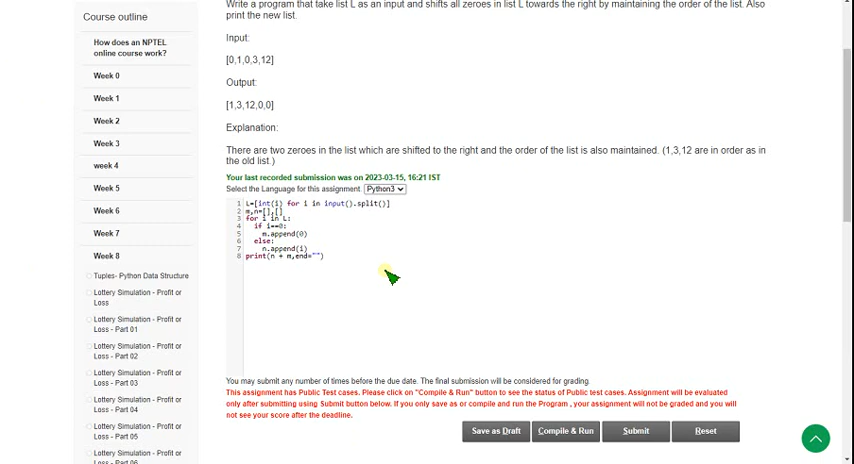 Course outline
How does an NPTEL
online course work?
Week 0
Week 1
Week 2
Week 3
week 4
Week 5
Week 6
Week 7
Week 8
Tuples- Python Data Structure
Lottery Simulation - Profit or
Loss
Lottery Simulation - Profit or
Loss - Part 01
Lottery Simulation - Profit or
Loss - Part 02
Lottery Simulation - Profit or
Loss - Part 03
Lottery Simulation - Profit or
Loss - Part 04
Lottery Simulation - Profit or
Loss - Part 05
Lottery Simulation - Profit or
Loss - Part 06
Write a program that take list L as an input and shifts all zeroes in list L towards the right by maintaining the order of the list. Also
print the new list.
Input:
[0,1,0,3,12]
Output:
[1,3,12,0,0]
Explanation:
There are two zeroes in the list which are shifted to the right and the order of the list is also maintained. (1,3,12 are in order as in
the old list.)
Your last recorded submission was on 2023-03-15, 16:21 IST
Select the Language for this assignment. Python3
1 L=[int(i) for i in input().split()]
2 m,n=[],[]
3 for i in L:
4 if i==0:
5 m.append(0)
6 else:
7 n.append(i)
8 print(n + m,end="")
You may submit any number of times before the due date. The final submission will be considered for grading.
This assignment has Public Test cases. Please click on "Compile & Run" button to see the status of Public test cases. Assignment will be evaluated
only after submitting using Submit button below. If you only save as or compile and run the Program , your assignment will not be graded and you will
not see your score after the deadline.
Save as Draft Compile & Run Submit Reset